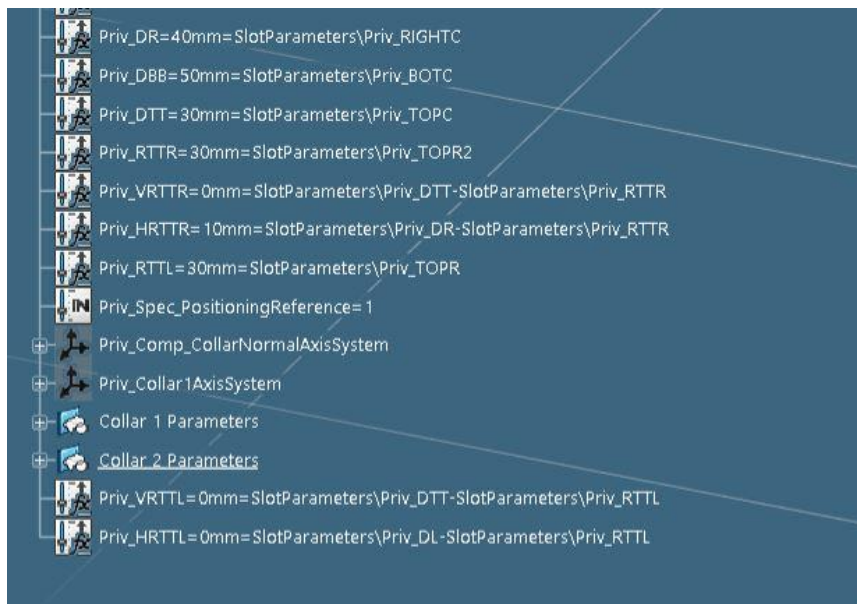 Priv_DR=40mm=SlotParameters\Priv_RIGHTC
Priv_DBB=50mm=SlotParameters\Priv_BOTC
Priv_DTT=30mm=SlotParameters\Priv_TOPC
Priv_RTTR=30mm=SlotParameters\Priv_TOPR2
Priv_VRTTR=0mm=SlotParameters\Priv_DTT-SlotParameters\Priv_RTTR
Priv_HRTTR=10mm=SlotParameters\Priv_DR-SlotParameters\Priv_RTTR
Priv_RTTL=30mm=SlotParameters\Priv_TOPR
IN Priv_Spec_PositioningReference=1
Priv_Comp_CollarNormalAxisSystem
Priv_Collar1AxisSystem
Collar 1 Parameters
Collar 2 Parameters
Priv_VRTTL=0mm=SlotParameters\Priv_DTT-SlotParameters\Priv_RTTL
Priv_HRTTL=0mm=SlotParameters\Priv_DL-SlotParameters\Priv_RTTL